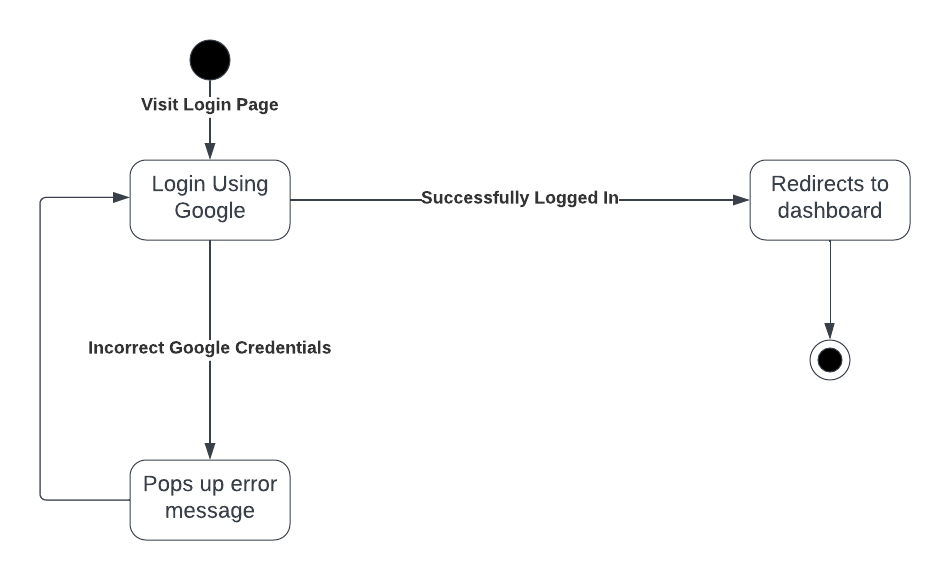 Visit Login Page
Login Using
Google
Successfully Logged In
Redirects to
dashboard
Incorrect Google Credentials
Pops up error
message